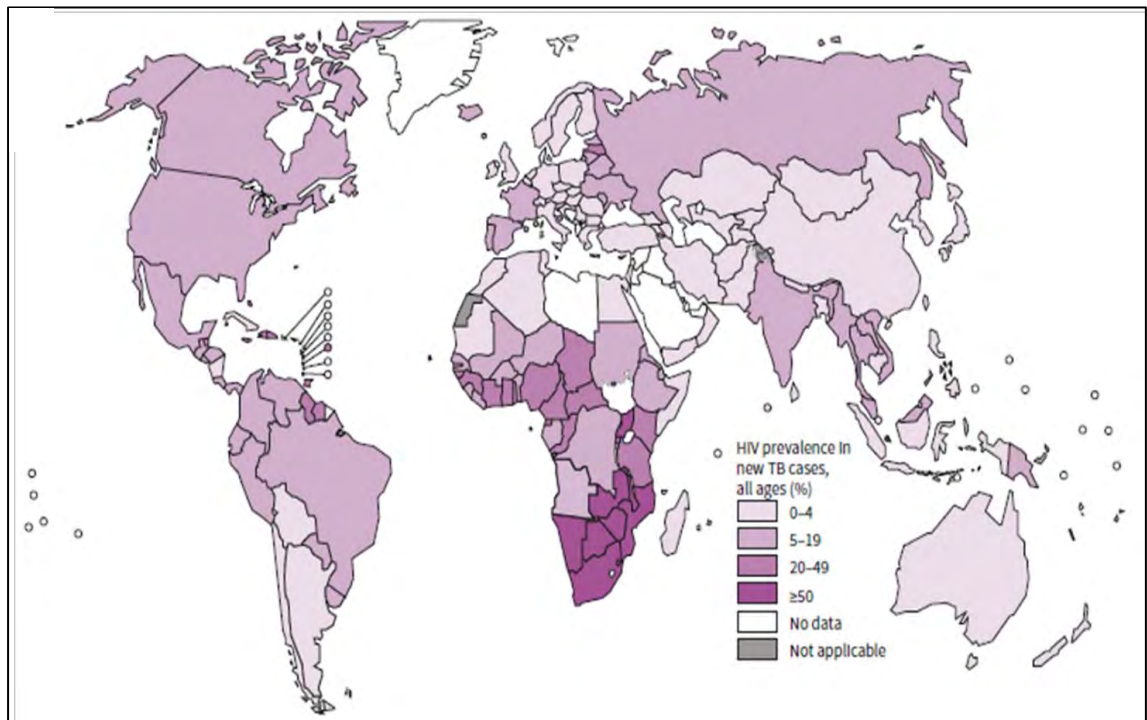 HIV prevalence in
new TB cases,
all ages (%)
0–4
5–19
20–49
≥50
No data
Not applicable